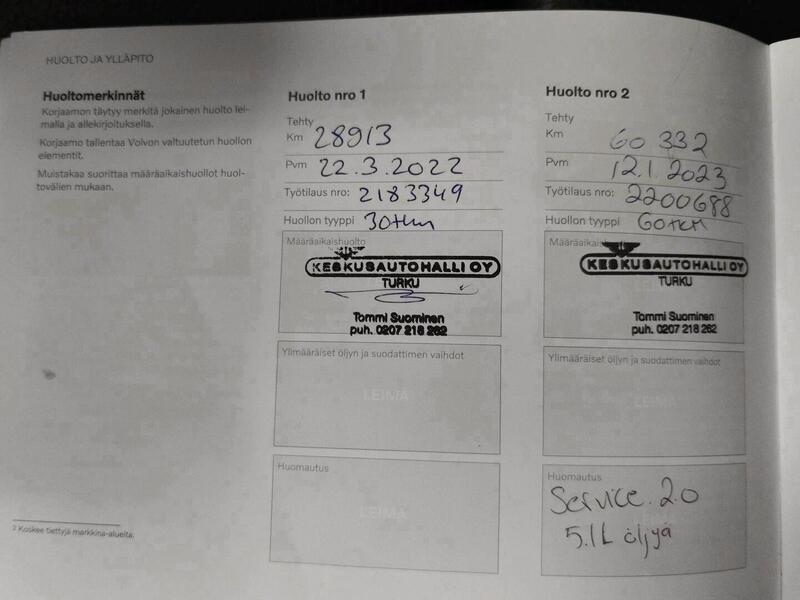 HUOLTO JA YLLÄPITO
Huoltomerkinnät
Korjaamon täytyy merkitä jokainen huolto lei-
malla ja allekirjoituksella.
Korjaamo tallentaa Volvon valtuutetun huollon
elementit.
Muistakaa suorittaa määräaikaishuollot huol-
tovälien mukaan.
2 Koskee tiettyjä markkina-alueita.
Huolto nro 1
Tehty
Km 28913
Pvm 22.3.2022
Työtilaus nro: 2183349
Huollon tyyppi 30tkm
Määräaikaishuolto
KESKUSAUTOHALLI OY
TURKU
Tommi Suominen
puh. 0207 218 262
Ylimääräiset öljyn ja suodattimen vaihdot
LEIMA
Huomautus
LEIMA
Huolto nro 2
Tehty
Km 60 332
Pvm 12.1.2023
Työtilaus nro: 2200688
Huollon tyyppi 60tkm
KESKUSAUTOHALLI OY
TURKU
Tommi Suominen
puh. 0207 218 262
Ylimääräiset öljyn ja suodattimen vaihdot
LEIMA
Huomautus
Service 2.0
5.1L öljyä